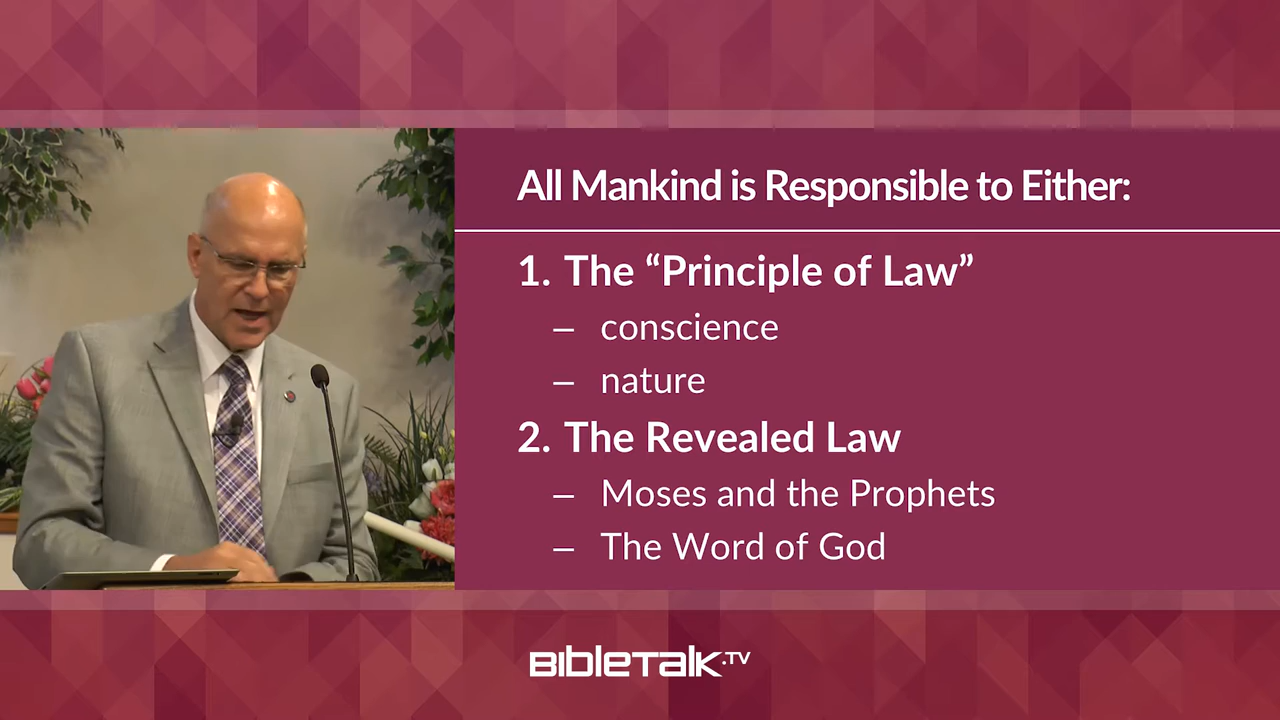 All Mankind is Responsible to Either:
1. The “Principle of Law”
– conscience
– nature
2. The Revealed Law
– Moses and the Prophets
– The Word of God
BIBLETALK.TV